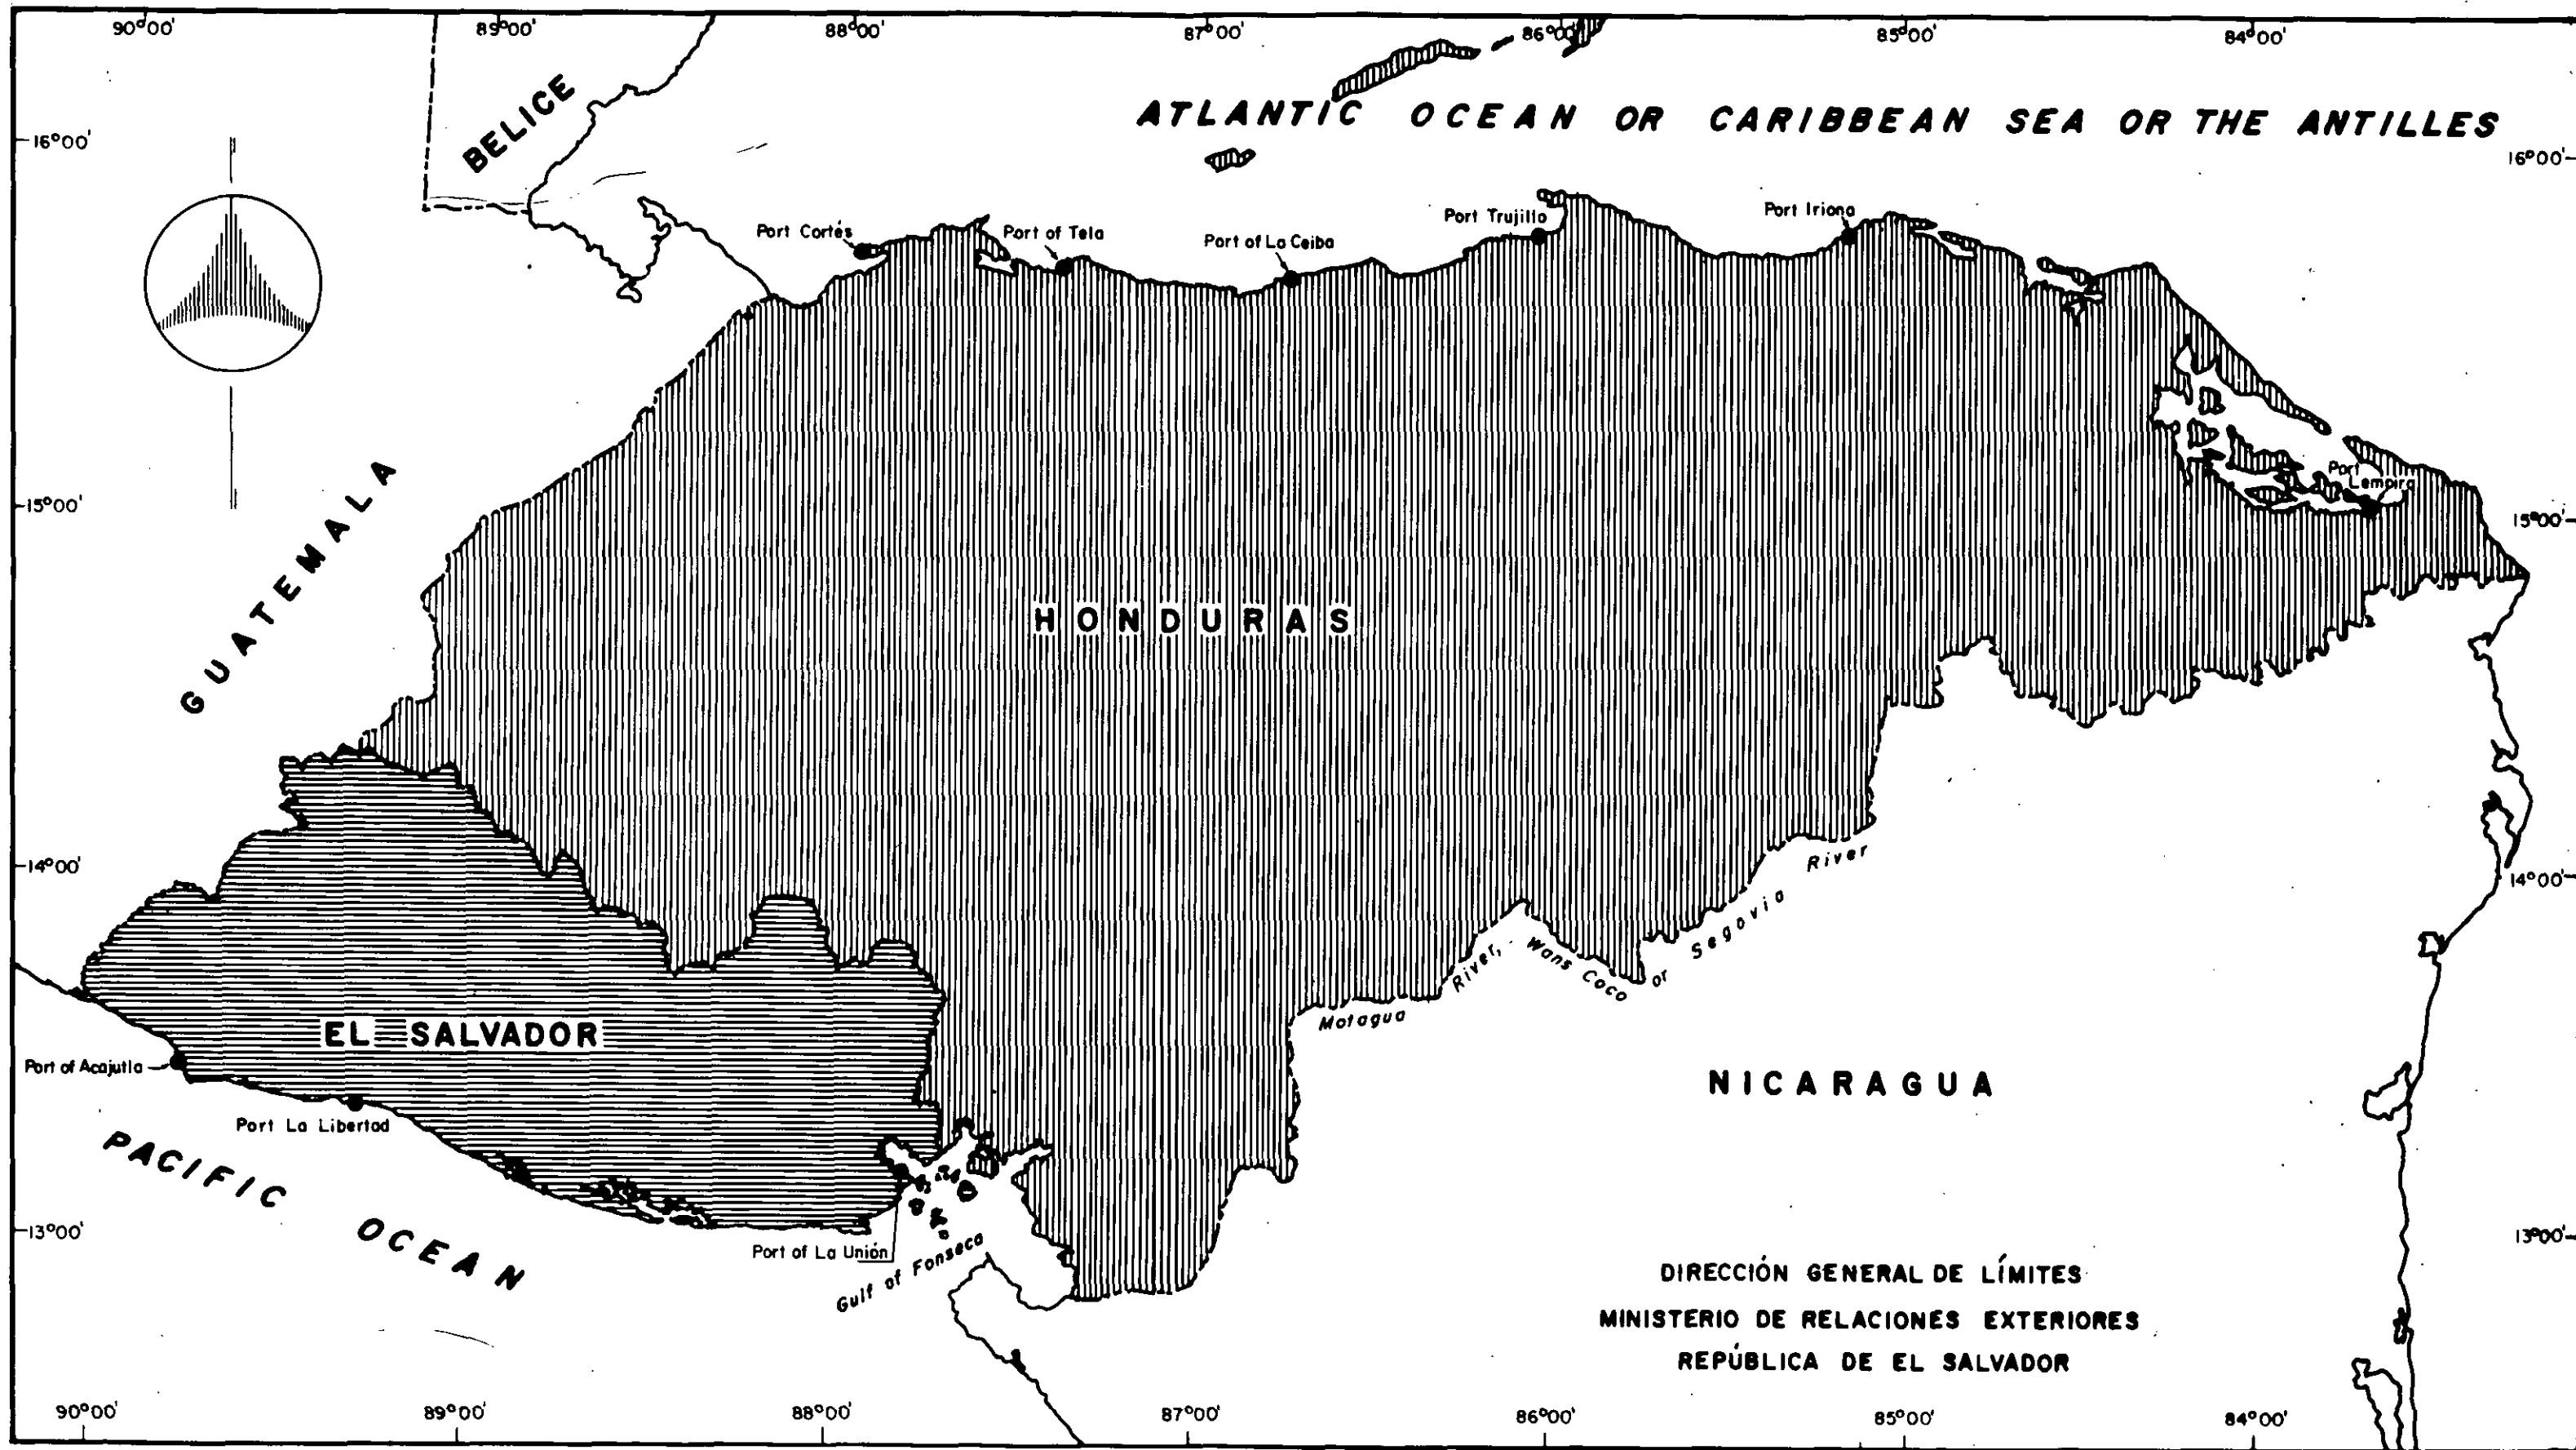 90°00' 89°00' 88°00' 87°00' 86°00' 85°00' 84°00'
BELICE
ATLANTIC OCEAN OR CARIBBEAN SEA OR THE ANTILLES
16°00' 16°00'
Port Cortés
Port of Tela
Port of La Ceiba
Port Trujillo
Port Iriona
GUATEMALA
Port
Lempira
15°00' 15°00'
HONDURAS
14°00' 14°00'
Motagua River, Wans Coco or Segovia River
EL SALVADOR
Port of Acajutla
Port La Libertad
NICARAGUA
PACIFIC OCEAN
13°00' 13°00'
Port of La Unión
Gulf of Fonseca
DIRECCIÓN GENERAL DE LÍMITES
MINISTERIO DE RELACIONES EXTERIORES
REPÚBLICA DE EL SALVADOR
90°00' 89°00' 88°00' 87°00' 86°00' 85°00' 84°00'